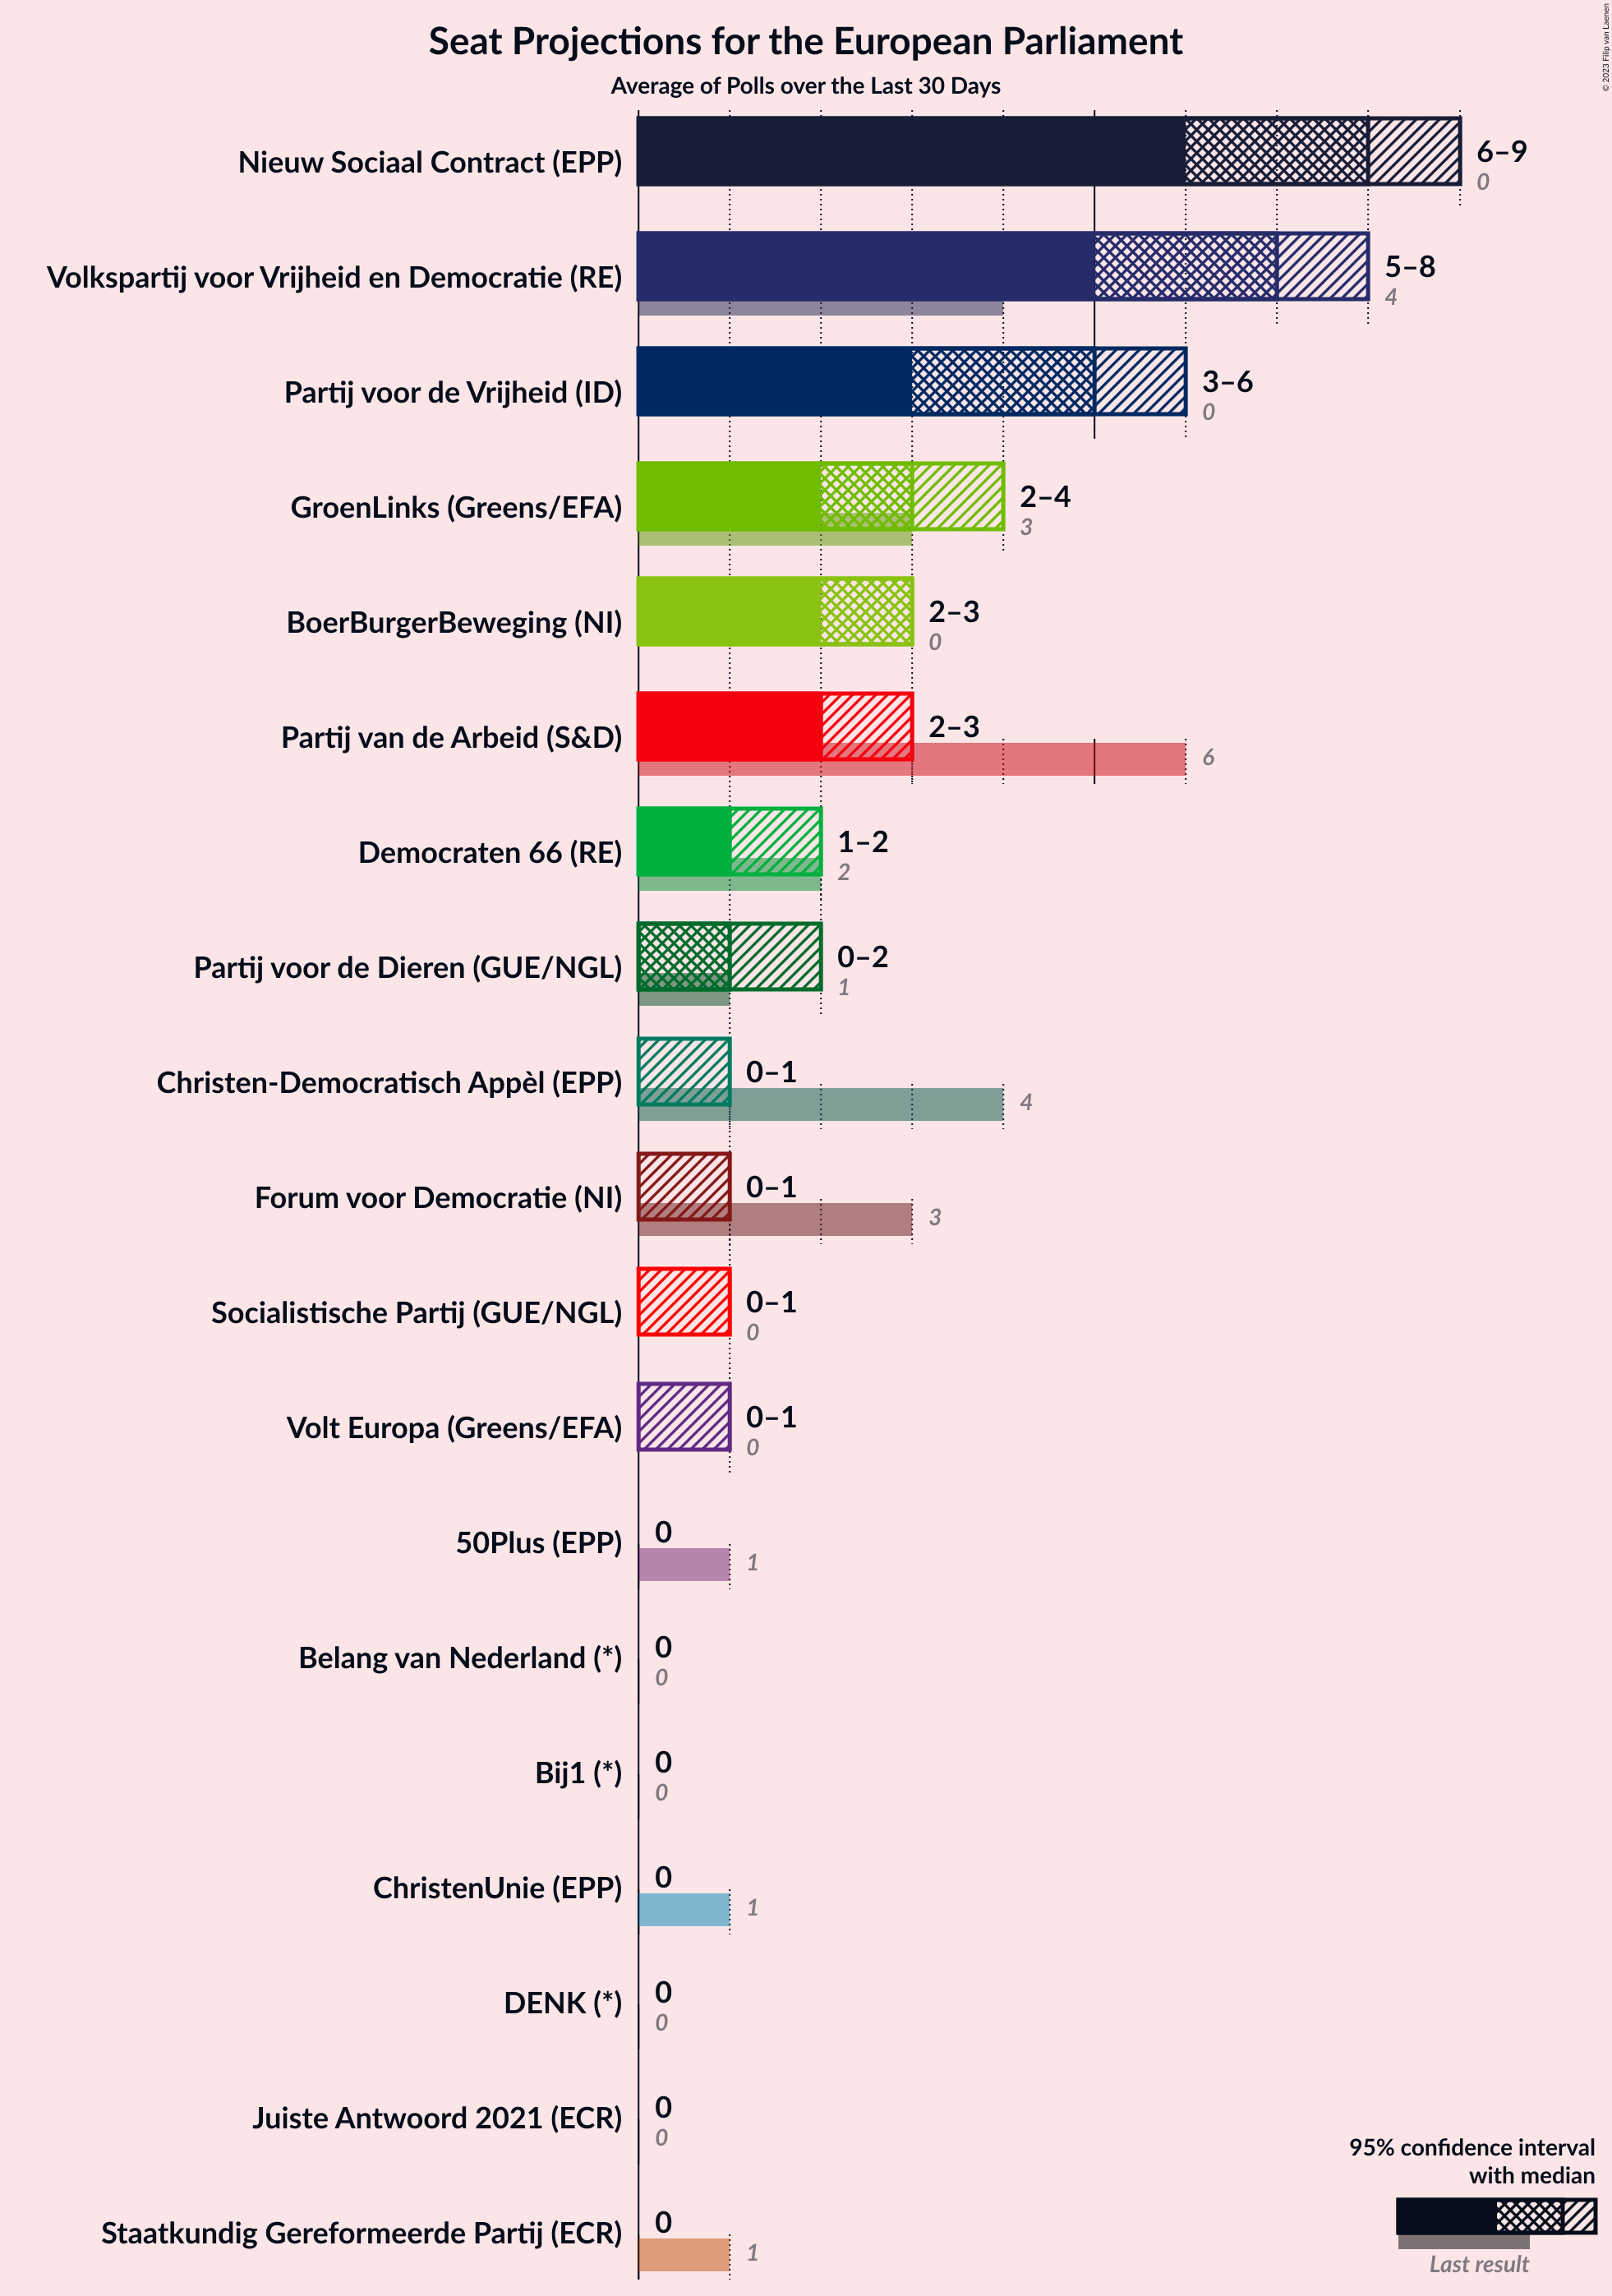 © 2023 Filip van Laenen
Seat Projections for the European Parliament
Average of Polls over the Last 30 Days
Nieuw Sociaal Contract (EPP) 6–9
0
Volkspartij voor Vrijheid en Democratie (RE) 5–8
4
Partij voor de Vrijheid (ID) 3–6
0
GroenLinks (Greens/EFA) 2–4
3
BoerBurgerBeweging (NI) 2–3
0
Partij van de Arbeid (S&D) 2–3
6
Democraten 66 (RE) 1–2
2
Partij voor de Dieren (GUE/NGL) 0–2
1
Christen-Democratisch Appèl (EPP) 0–1
4
Forum voor Democratie (NI) 0–1
3
Socialistische Partij (GUE/NGL) 0–1
0
Volt Europa (Greens/EFA) 0–1
0
50Plus (EPP) 0
1
Belang van Nederland (*) 0
0
Bij1 (*) 0
0
ChristenUnie (EPP) 0
1
DENK (*) 0
0
Juiste Antwoord 2021 (ECR) 0
0
Staatkundig Gereformeerde Partij (ECR) 0
1
95% confidence interval
with median
Last result